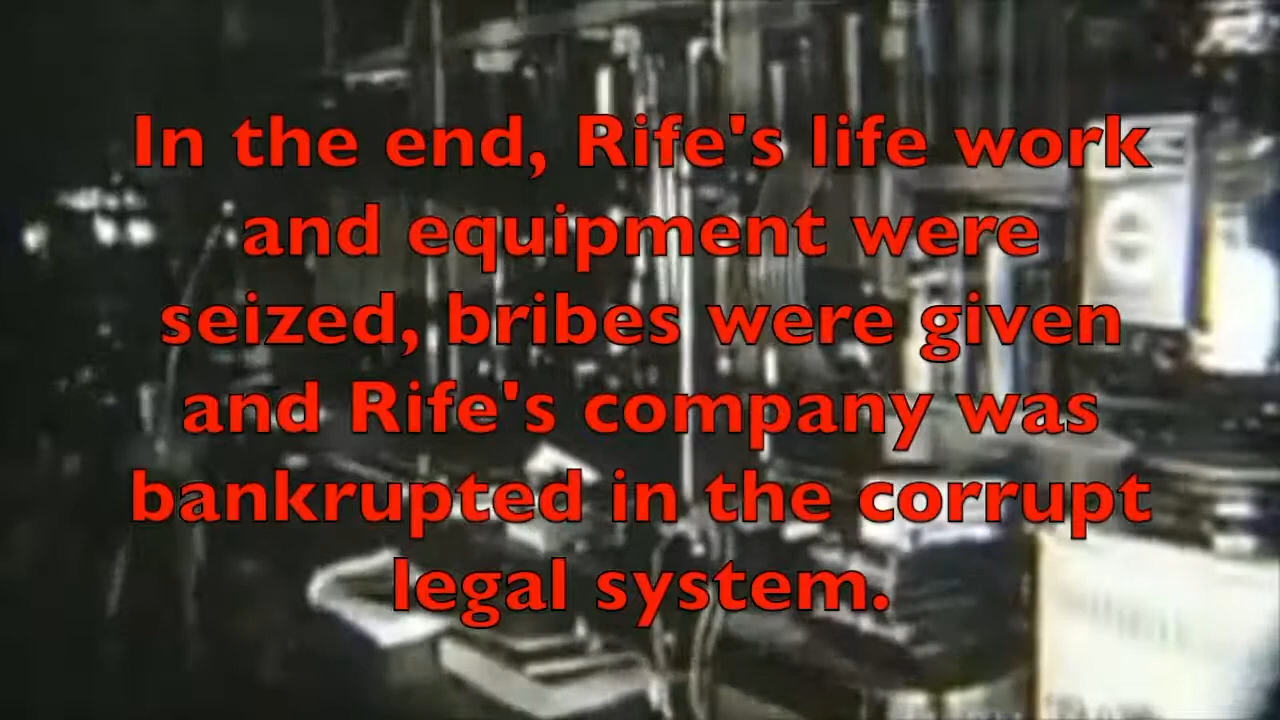 In the end, Rife's life work
and equipment were
seized, bribes were given
and Rife's company was
bankrupted in the corrupt
legal system.